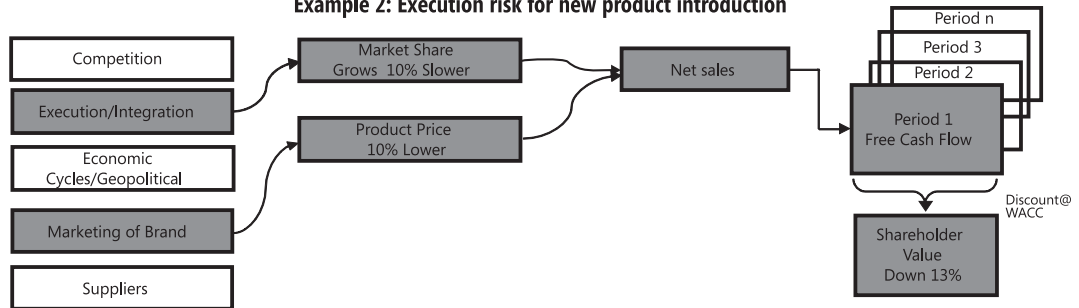 Example 2: Execution risk for new product introduction
Competition
Execution/Integration
Economic
Cycles/Geopolitical
Marketing of Brand
Suppliers
Market Share
Grows 10% Slower
Product Price
10% Lower
Net sales
Period n
Period 3
Period 2
Period 1
Free Cash Flow
Discount@
WACC
Shareholder
Value
Down 13%